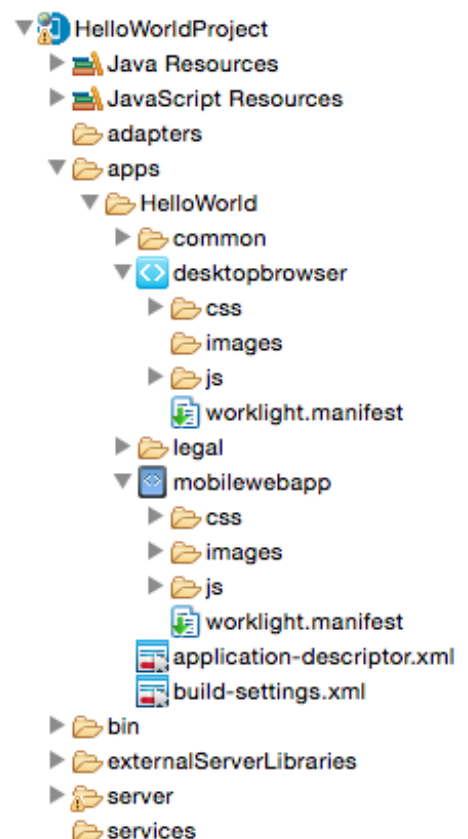 HelloWorldProject
Java Resources
JavaScript Resources
adapters
apps
HelloWorld
common
desktopbrowser
css
images
js
worklight.manifest
legal
mobilewebapp
css
images
js
worklight.manifest
application-descriptor.xml
build-settings.xml
bin
externalServerLibraries
server
services